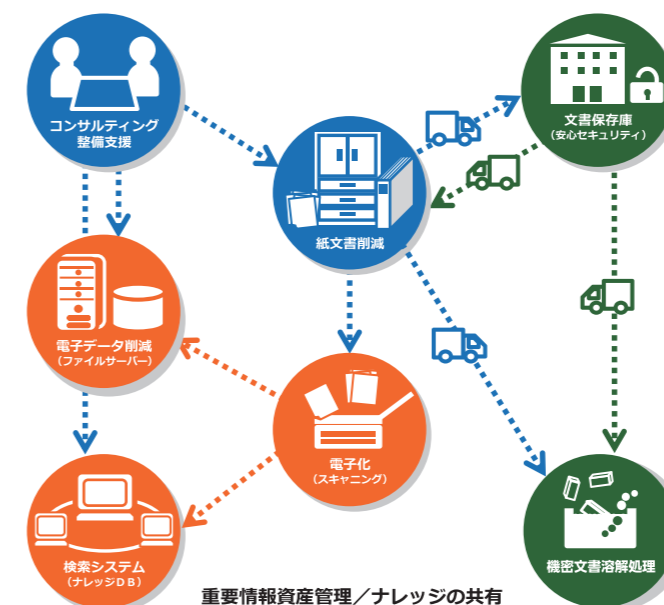 コンサルティング
整備支援
文書保存庫
（安心セキュリティ）
紙文書削減
電子データ削減
（ファイルサーバー）
電子化
（スキャニング）
検索システム
（ナレッジＤＢ）
機密文書溶解処理
重要情報資産管理／ナレッジの共有